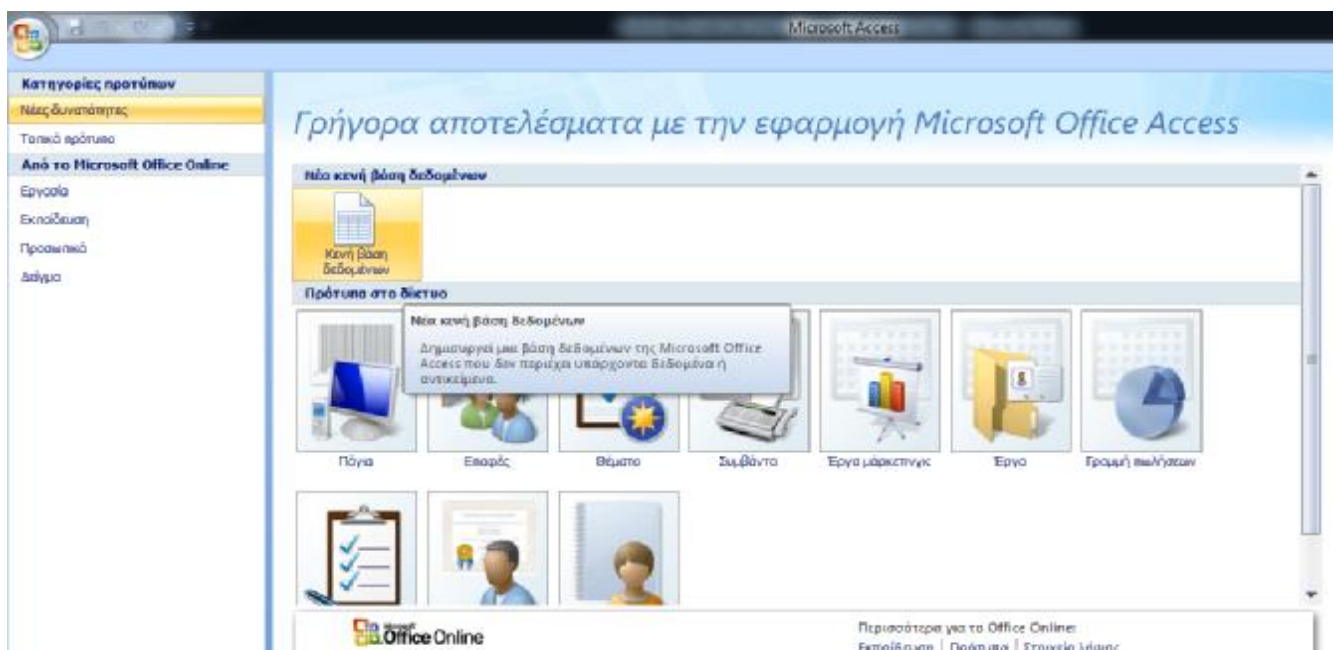 Microsoft Access
Κατηγορίες προτύπων
Νέες δυνατότητες
Τοπικά πρότυπα
Από το Microsoft Office Online
Εργασία
Εκπαίδευση
Προσωπικά
Δείγμα
Γρήγορα αποτελέσματα με την εφαρμογή Microsoft Office Access
Νέα κενή βάση δεδομένων
Κενή βάση
δεδομένων
Πρότυπα στο δίκτυο
Νέα κενή βάση δεδομένων
Δημιουργεί μια βάση δεδομένων της Microsoft Office
Access που δεν περιέχει υπάρχοντα δεδομένα ή
αντικείμενα.
Πάγια
Επαφές
Θέματα
Συμβάντα
Έργα μάρκετινγκ
Έργα
Γραμμή πωλήσεων
Microsoft
Office Online
Περισσότερα για το Office Online:
Εκπαίδευση | Πρότυπα | Στοιχεία λήψης